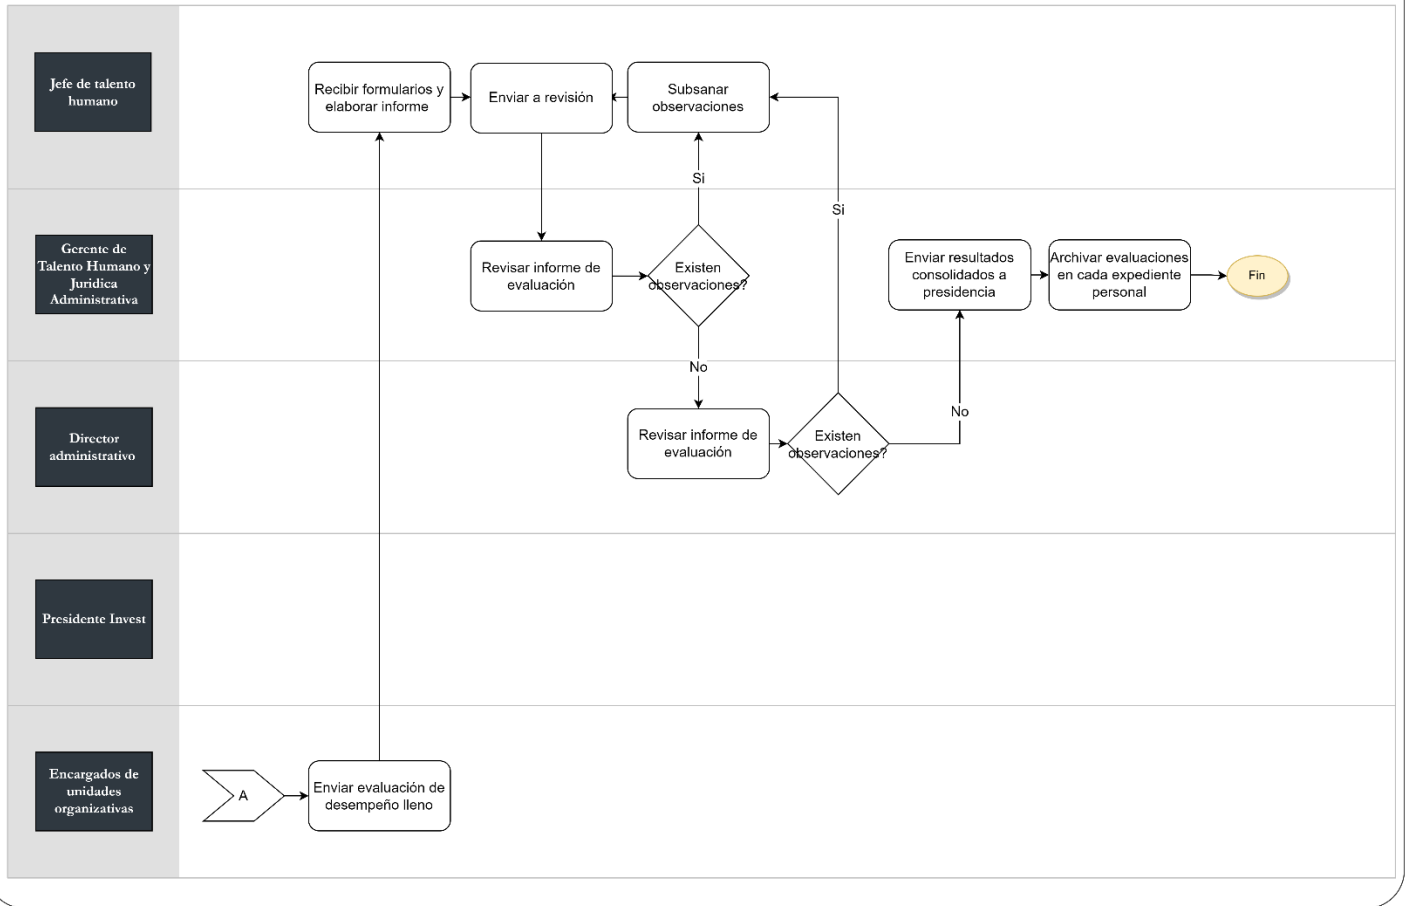 Jefe de talento
humano
Recibir formularios y
elaborar informe
Enviar a revisión
Subsanar
observaciones
Si
Si
Gerente de
Talento Humano y
Juridica
Administrativa
Revisar informe de
evaluación
Existen
observaciones?
Enviar resultados
consolidados a
presidencia
Archivar evaluaciones
en cada expediente
personal
Fin
No
Director
administrativo
Revisar informe de
evaluación
Existen
observaciones?
No
Presidente Invest
Encargados de
unidades
organizativas
A
Enviar evaluación de
desempeño lleno